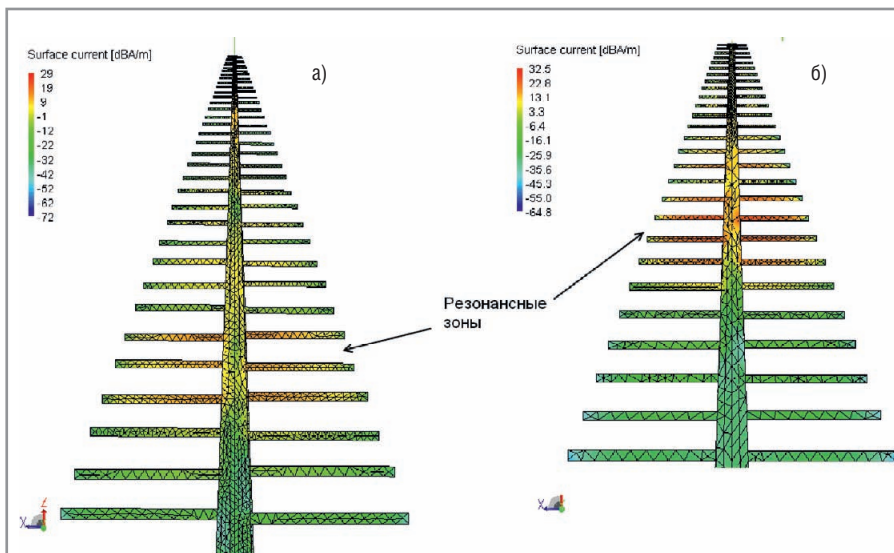 Surface current [dBA/m]
29
19
9
-1
-11
-22
-32
-42
-52
-62
-72
а)
Surface current [dBA/m]
32.5
22.8
13.1
3.3
-6.4
-16.1
-25.9
-35.6
-45.3
-55.0
-64.8
б)
Резонансные
зоны
X
Z